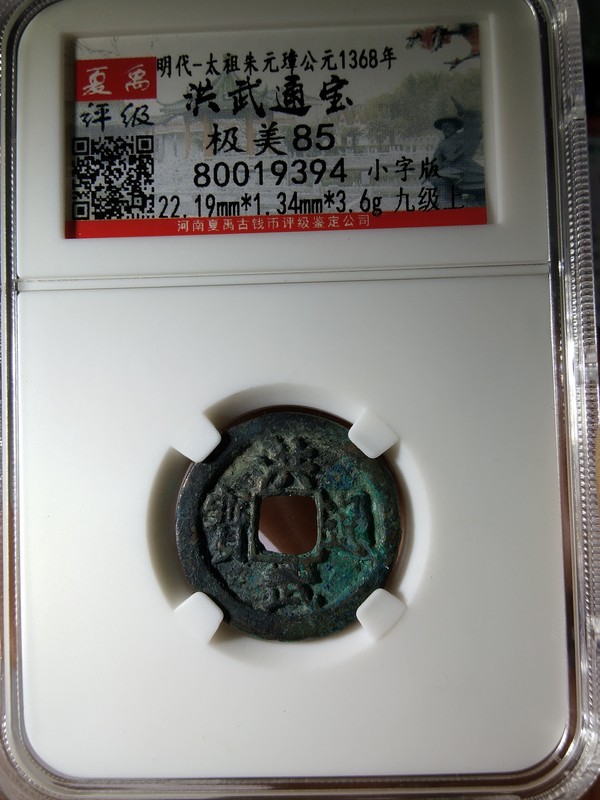 明代-太祖朱元璋公元1368年
夏禹
评级
洪武通宝
极美85
80019394 小字版
22.19mm*1.34mm*3.6g 九级上
河南夏禹古钱币评级鉴定公司
洪武通寶